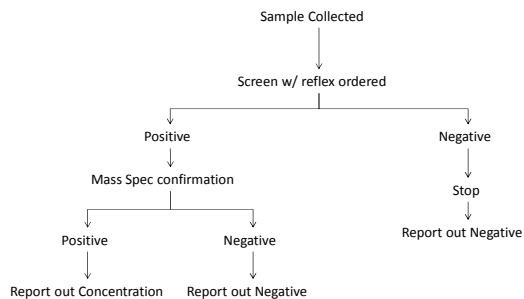 Sample Collected
Screen w/ reflex ordered
Positive
Negative
Mass Spec confirmation
Stop
Positive
Negative
Report out Negative
Report out Concentration
Report out Negative